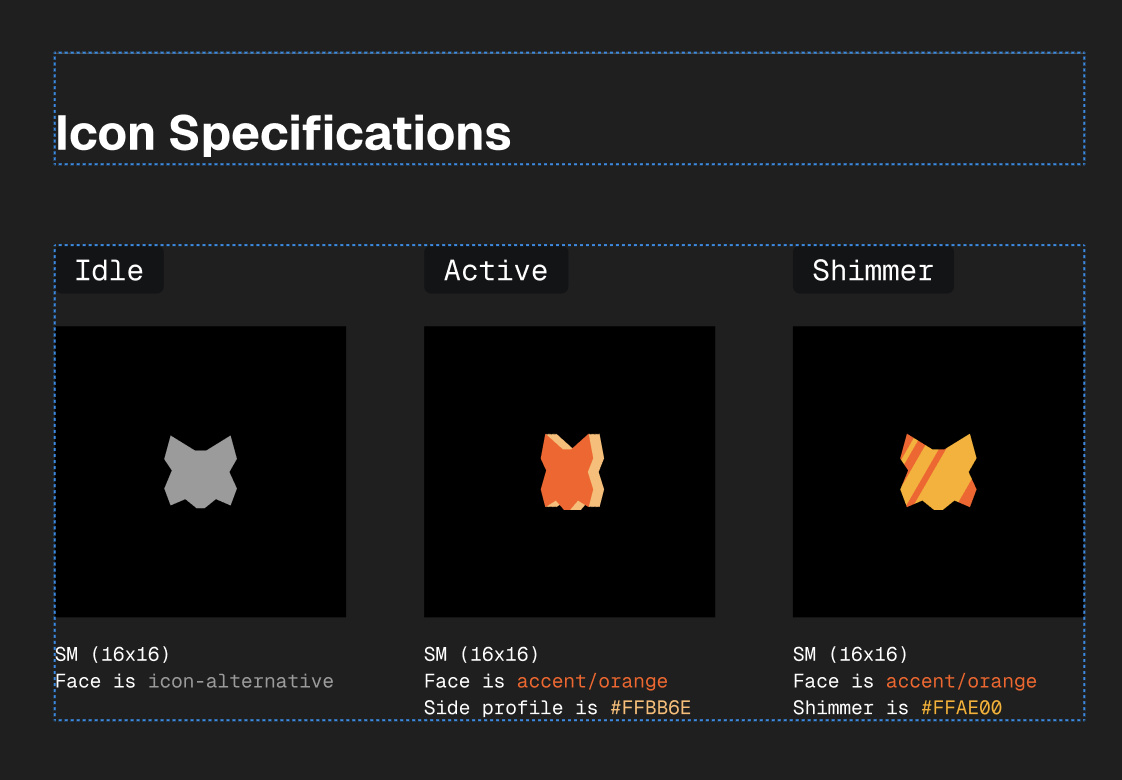 Icon Specifications
Idle
Active
Shimmer
SM (16x16)
Face is icon-alternative
SM (16x16)
Face is accent/orange
Side profile is #FFBB6E
SM (16x16)
Face is accent/orange
Shimmer is #FFAE00